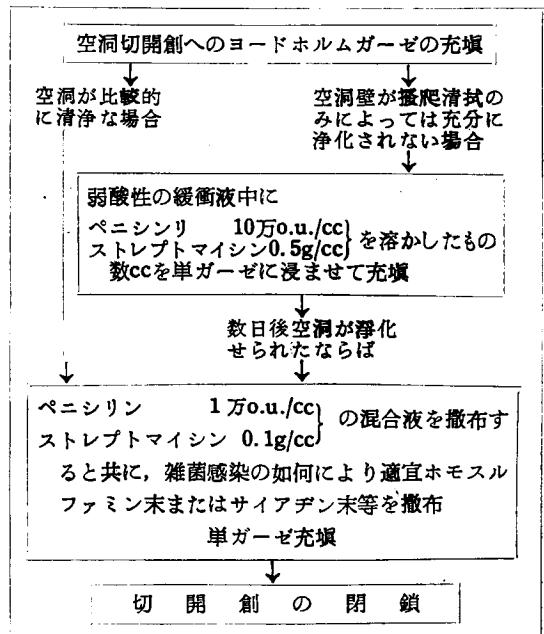 空洞切開創へのヨードホルムガーゼの充塡
空洞が比較的
に清浄な場合
空洞壁が搔爬清拭の
みによっては充分に
浄化されない場合
弱酸性の緩衝液中に
ペニシンリ 10万o.u./cc
ストレプトマイシン0.5g/cc} を溶かしたもの
数ccを単ガーゼに浸ませて充塡
数日後空洞が淨化
せられたならば
ペニシリン 1万o.u./cc} の混合液を撒布す
ストレプトマイシン 0.1g/cc
ると共に，雑菌感染の如何により適宜ホモスル
ファミン末またはサイアヂン末等を撒布
単ガーゼ充塡
切開創の閉鎖